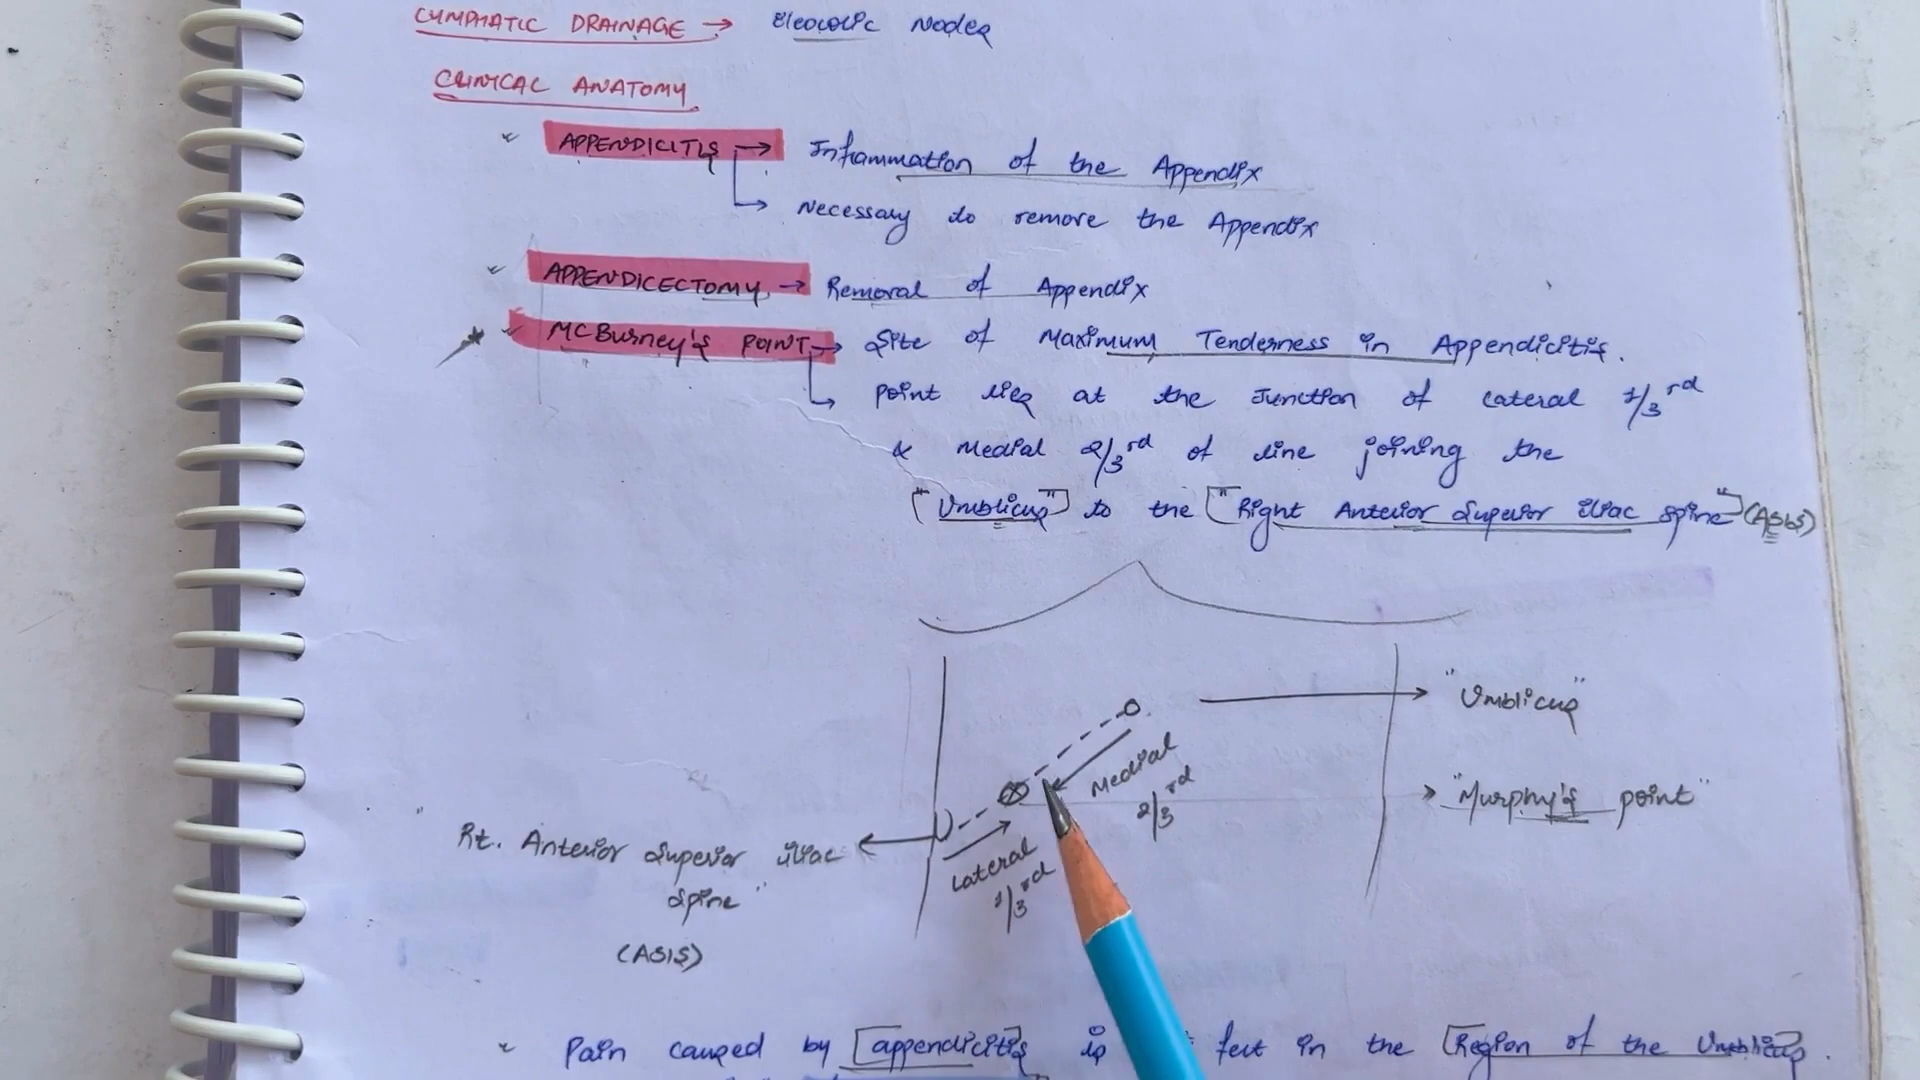 LYMPHATIC DRAINAGE → Ileocolic Nodes
CLINICAL ANATOMY
APPENDICITIS → Inflammation of the Appendix
→ Necessary to remove the Appendix
APPENDICECTOMY → Removal of Appendix
MCBurney's POINT → Site of Maximum Tenderness in Appendicitis.
→ Point lies at the Junction of Lateral 1/3rd
& Medial 2/3rd of line joining the
["Umblicus"] to the ["Right Anterior Superior iliac spine"] (ASIS)
→ "Umblicus"
Medial 2/3rd
→ "Murphy's point"
"Rt. Anterior Superior iliac
Spine"
(ASIS)
Lateral 1/3rd
Pain caused by [appendicitis] is felt in the [Region of the Umblicus].